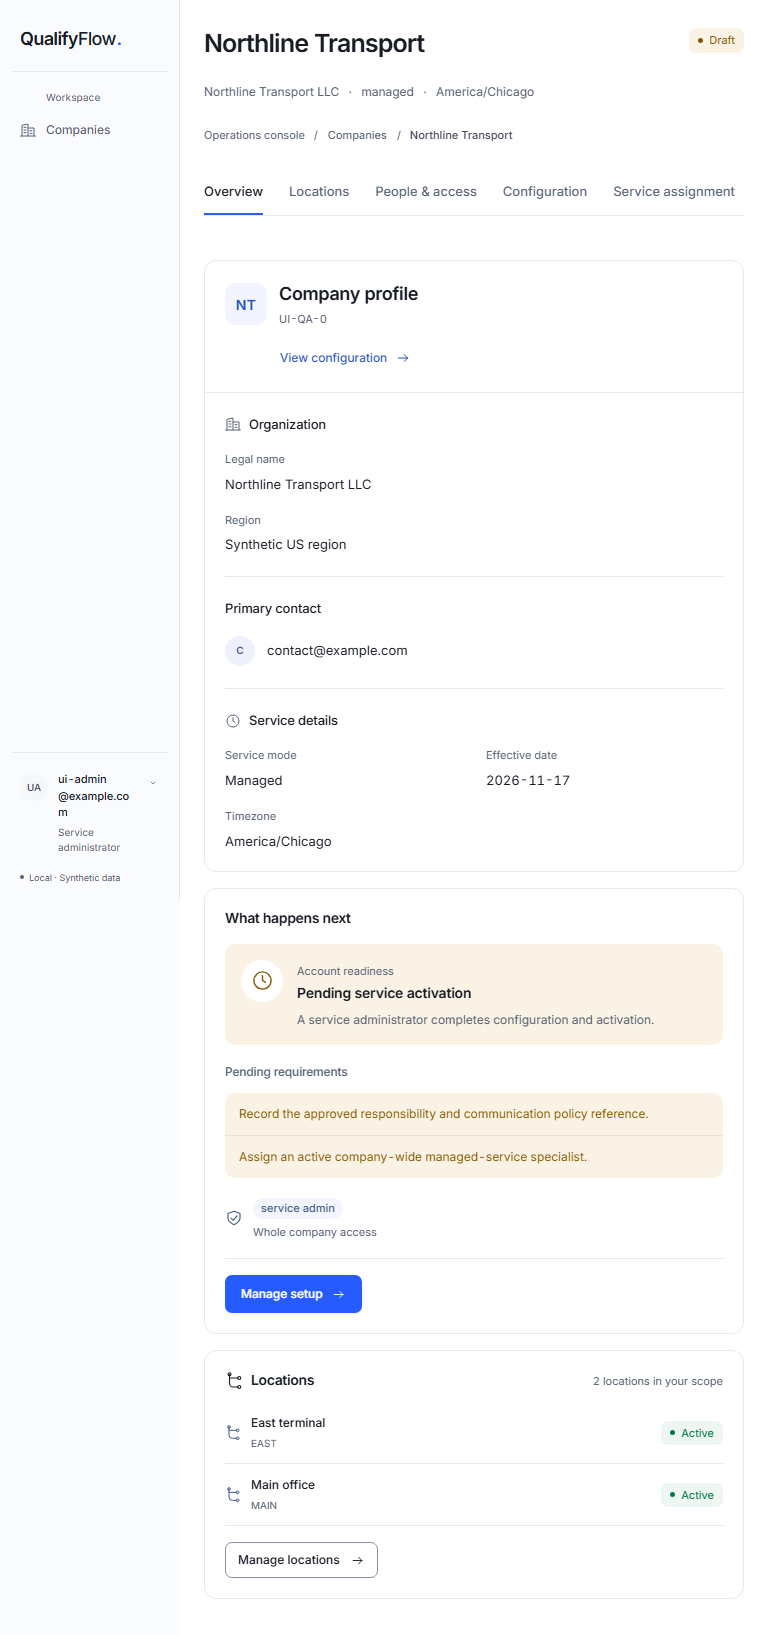 QualifyFlow.
Workspace
Companies
ui-admin
@example.co
m
UA
Service
administrator
Local · Synthetic data
Northline Transport
Draft
Northline Transport LLC · managed · America/Chicago
Operations console / Companies / Northline Transport
Overview Locations People & access Configuration Service assignment
NT
Company profile
UI-QA-0
View configuration →
Organization
Legal name
Northline Transport LLC
Region
Synthetic US region
Primary contact
C contact@example.com
Service details
Service mode Effective date
Managed 2026-11-17
Timezone
America/Chicago
What happens next
Account readiness
Pending service activation
A service administrator completes configuration and activation.
Pending requirements
Record the approved responsibility and communication policy reference.
Assign an active company-wide managed-service specialist.
service admin
Whole company access
Manage setup →
Locations 2 locations in your scope
East terminal
EAST
Active
Main office
MAIN
Active
Manage locations →